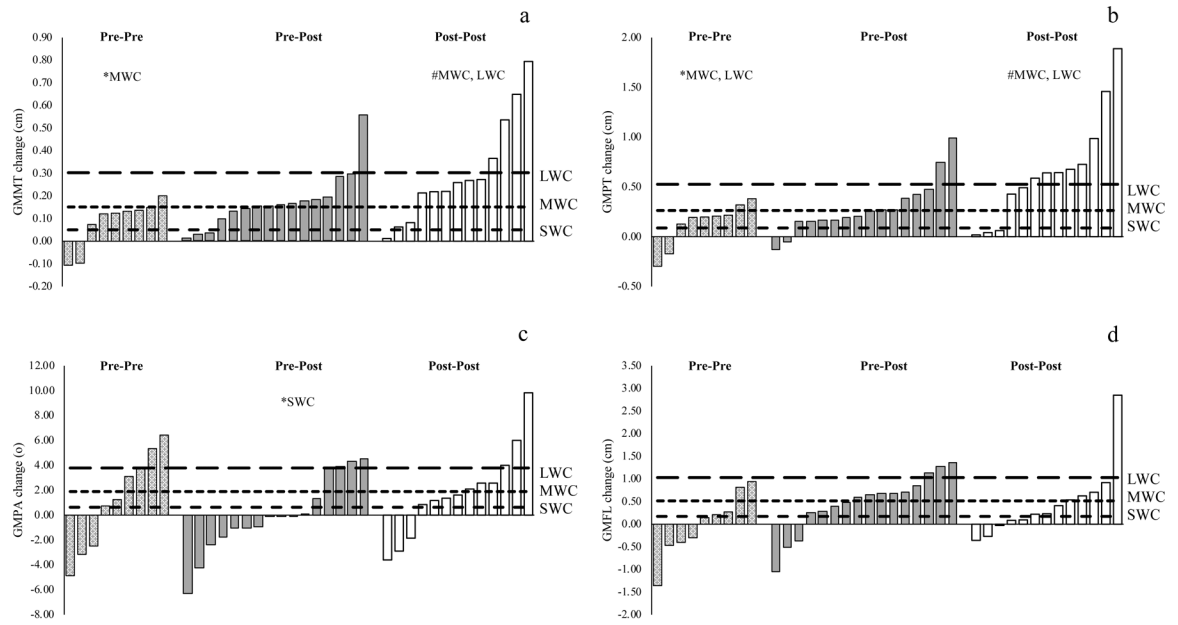 a
Pre-Pre Pre-Post Post-Post
*MWC #MWC, LWC
GMMT change (cm)
0.90
0.80
0.70
0.60
0.50
0.40
0.30
0.20
0.10
0.00
-0.10
-0.20
LWC
MWC
SWC
b
Pre-Pre Pre-Post Post-Post
*MWC, LWC #MWC, LWC
GMPT change (cm)
2.00
1.50
1.00
0.50
0.00
-0.50
LWC
MWC
SWC
c
Pre-Pre Pre-Post Post-Post
*SWC
GMPA change (o)
12.00
10.00
8.00
6.00
4.00
2.00
0.00
-2.00
-4.00
-6.00
-8.00
LWC
MWC
SWC
d
Pre-Pre Pre-Post Post-Post
GMFL change (cm)
3.50
3.00
2.50
2.00
1.50
1.00
0.50
0.00
-0.50
-1.00
-1.50
-2.00
LWC
MWC
SWC